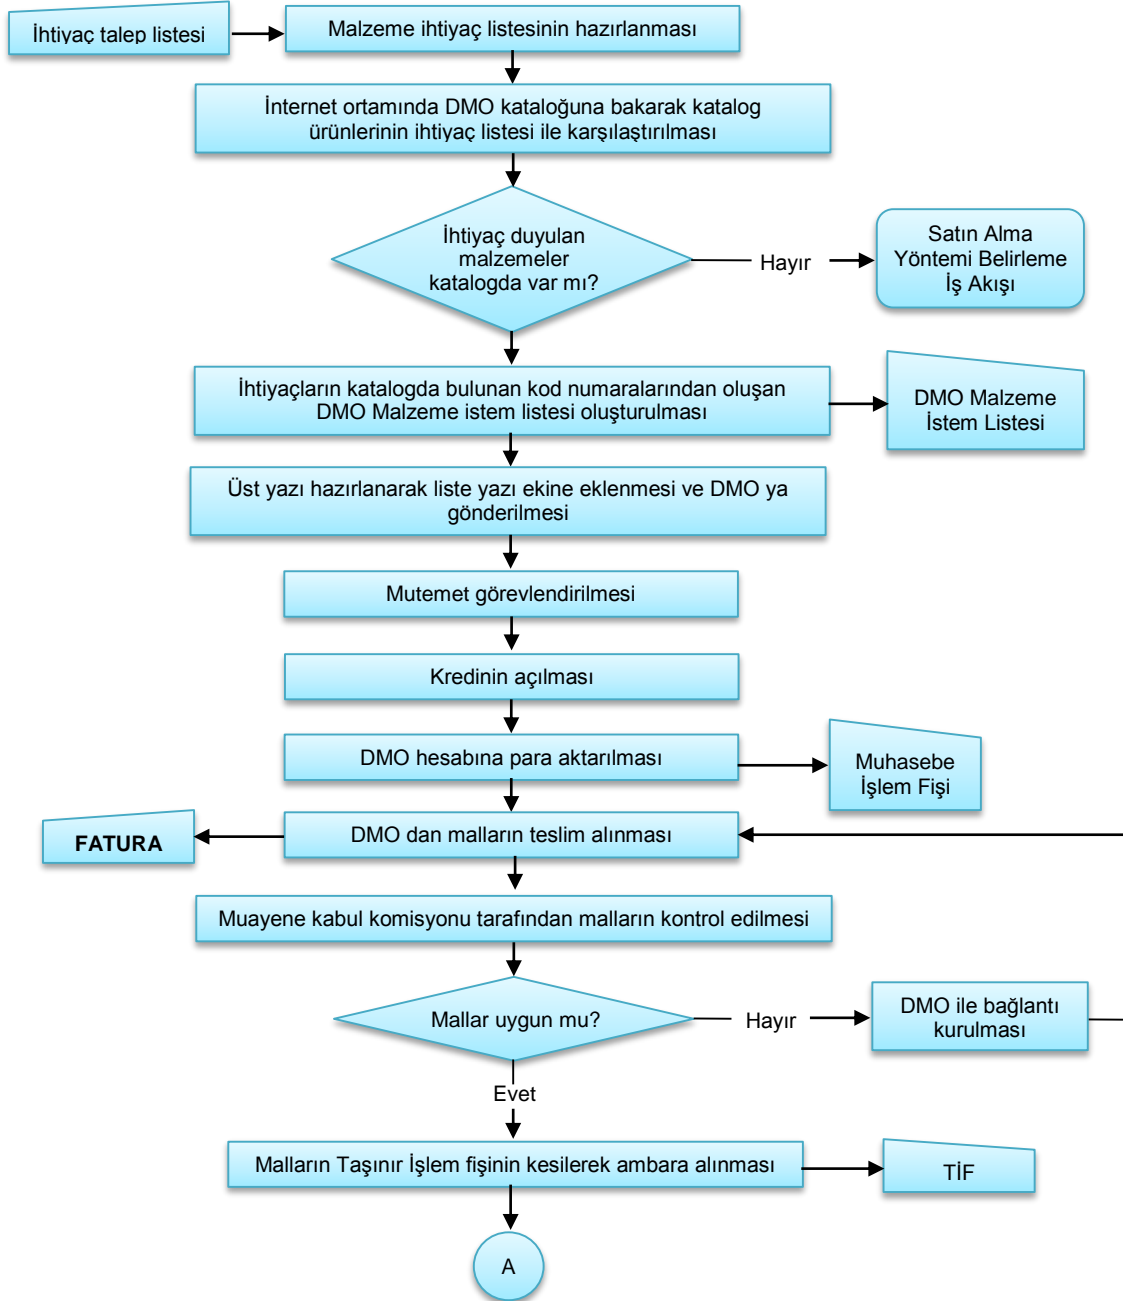 İhtiyaç talep listesi
Malzeme ihtiyaç listesinin hazırlanması
İnternet ortamında DMO kataloğuna bakarak katalog
ürünlerinin ihtiyaç listesi ile karşılaştırılması
İhtiyaç duyulan
malzemeler
katalogda var mı?
Hayır
Satın Alma
Yöntemi Belirleme
İş Akışı
İhtiyaçların katalogda bulunan kod numaralarından oluşan
DMO Malzeme istem listesi oluşturulması
DMO Malzeme
İstem Listesi
Üst yazı hazırlanarak liste yazı ekine eklenmesi ve DMO ya
gönderilmesi
Mutemet görevlendirilmesi
Kredinin açılması
DMO hesabına para aktarılması
Muhasebe
İşlem Fişi
FATURA
DMO dan malların teslim alınması
Muayene kabul komisyonu tarafından malların kontrol edilmesi
Mallar uygun mu?
Hayır
DMO ile bağlantı
kurulması
Evet
Malların Taşınır İşlem fişinin kesilerek ambara alınması
TİF
A